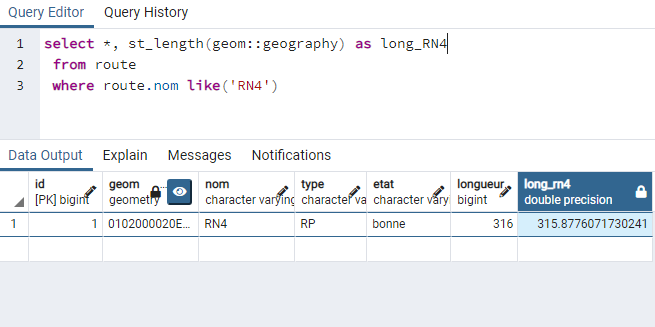 Query Editor Query History
1 select *, st_length(geom::geography) as long_RN4
2 from route
3 where route.nom like('RN4')
Data Output Explain Messages Notifications
id geom ... nom type etat longueur long_rn4
[PK] bigint geometry character varying character va character vary bigint double precision
1 1 0102000020E... RN4 RP bonne 316 315.8776071730241